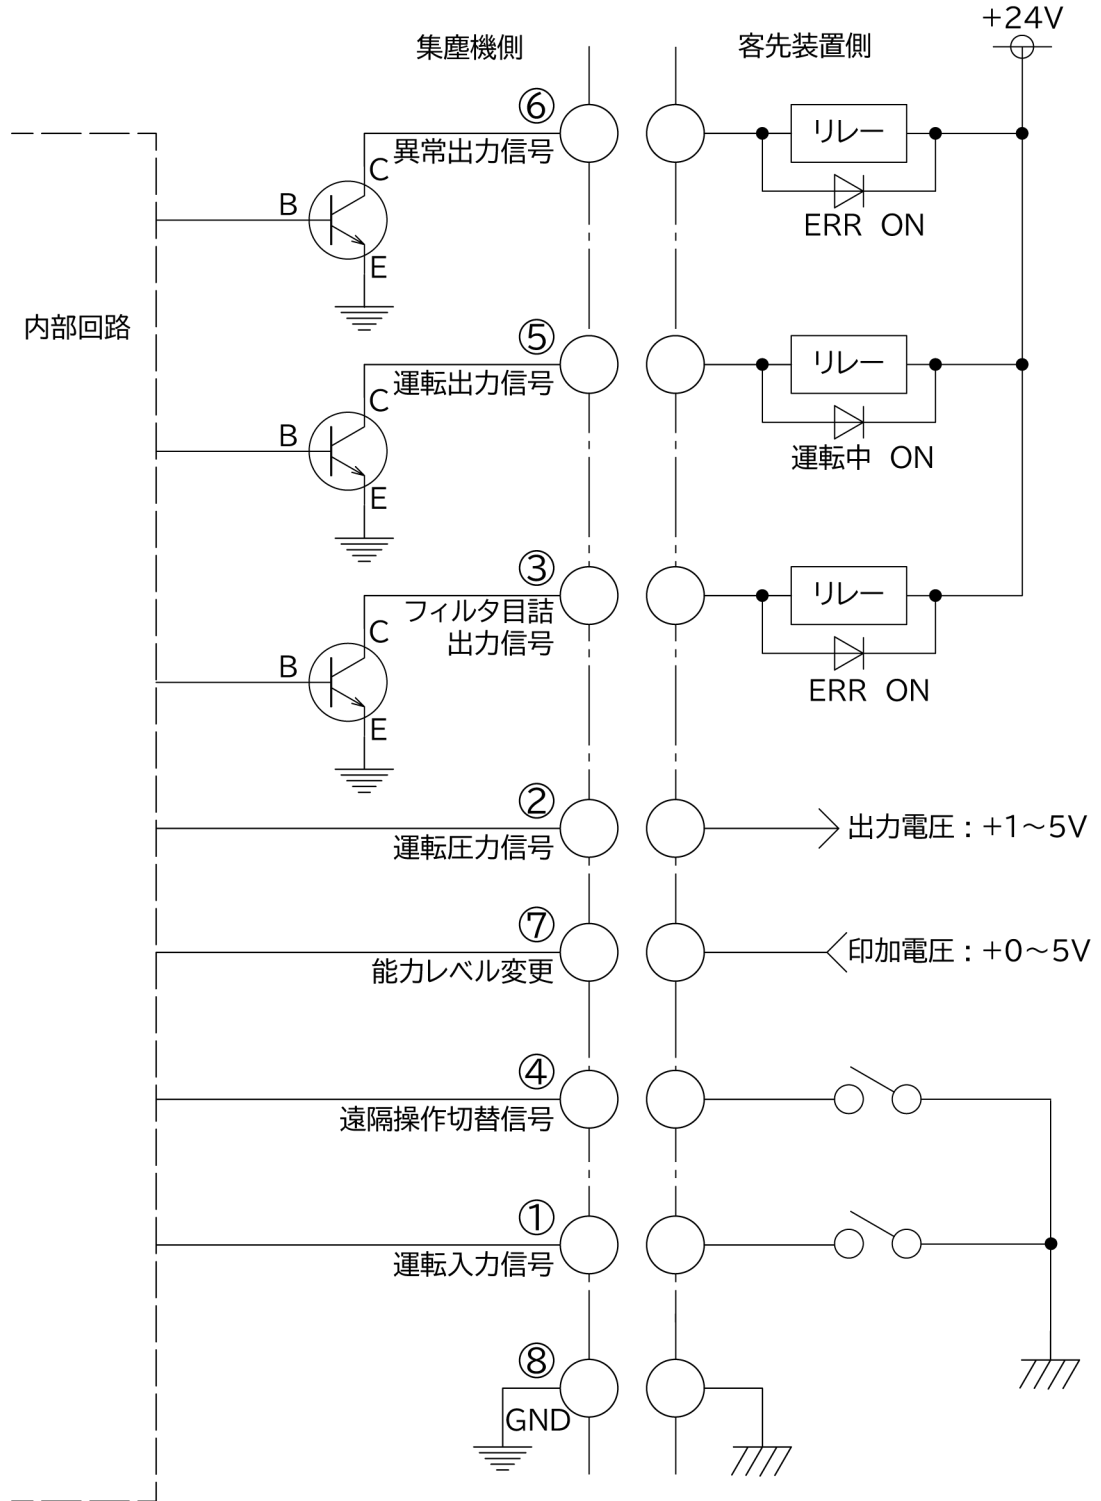 +24V
集塵機側
客先装置側
⑥
異常出力信号
リレー
C
B
E
ERR ON
内部回路
⑤
運転出力信号
リレー
C
B
E
運転中 ON
③
フィルタ目詰
出力信号
リレー
C
B
E
ERR ON
②
運転圧力信号
出力電圧：+1～5V
⑦
能力レベル変更
印加電圧：+0～5V
④
遠隔操作切替信号
①
運転入力信号
⑧
GND